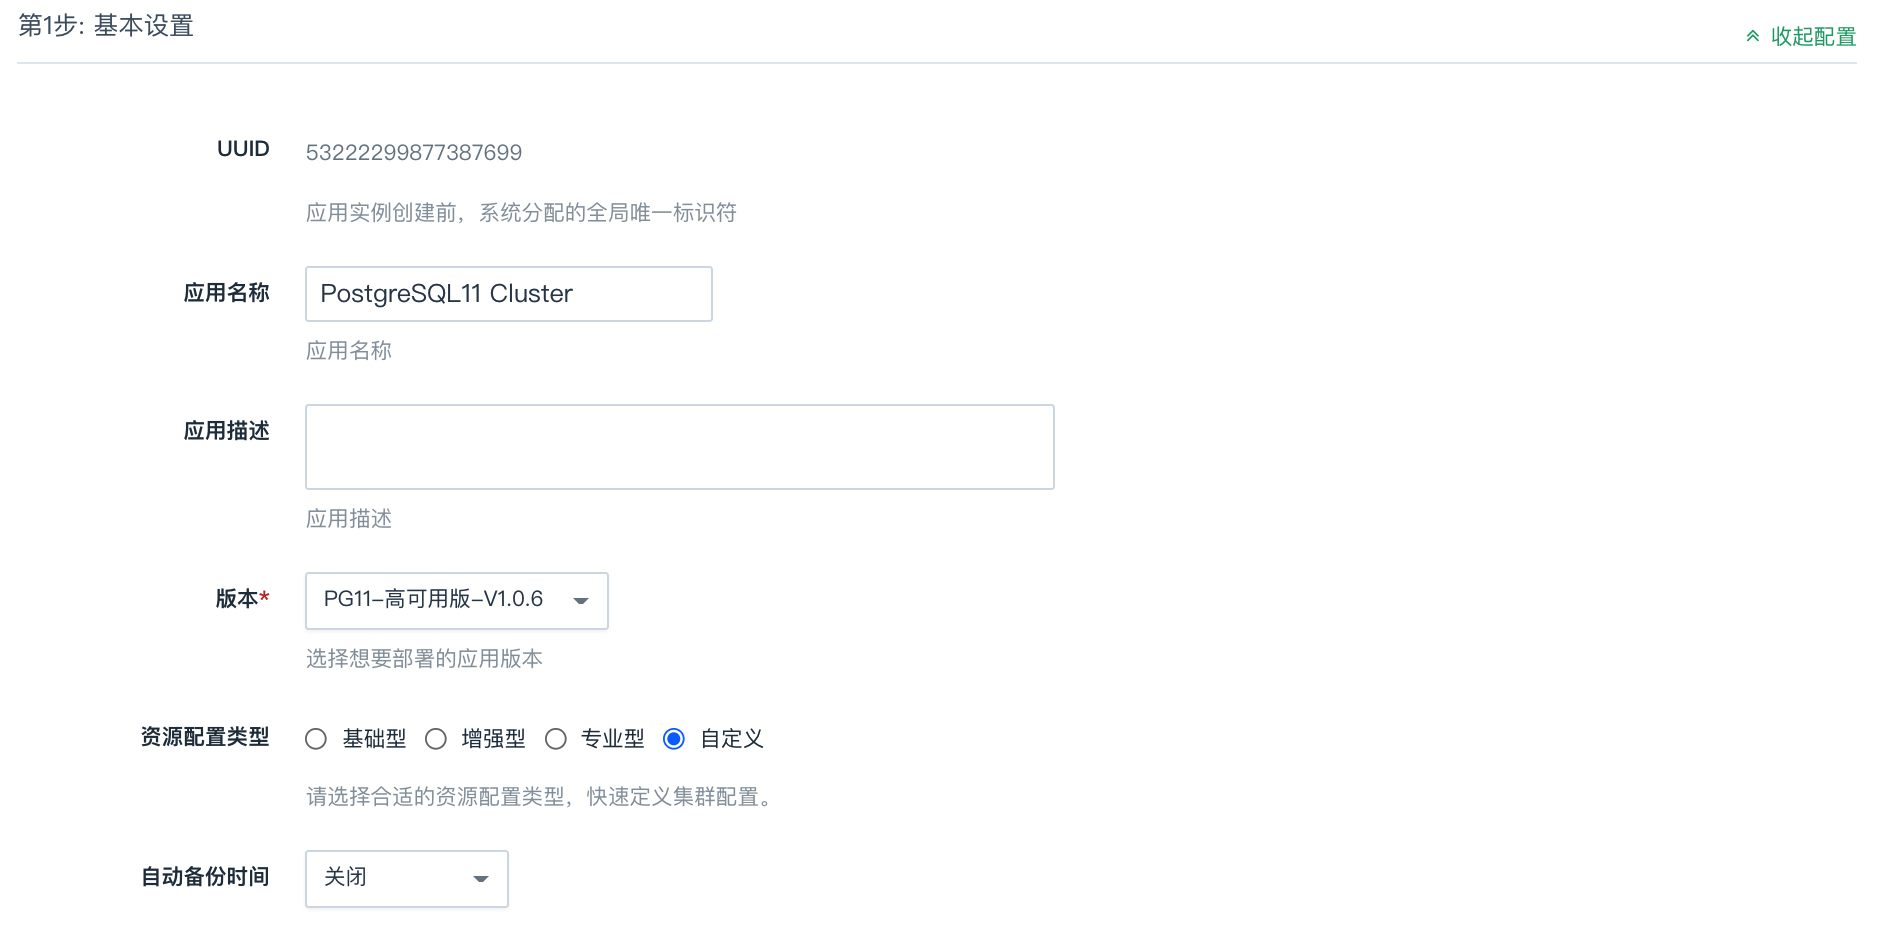 第1步: 基本设置
收起配置
UUID
53222299877387699
应用实例创建前，系统分配的全局唯一标识符
应用名称
PostgreSQL11 Cluster
应用名称
应用描述
应用描述
版本*
PG11-高可用版-V1.0.6
选择想要部署的应用版本
资源配置类型
基础型 增强型 专业型 自定义
请选择合适的资源配置类型，快速定义集群配置。
自动备份时间
关闭